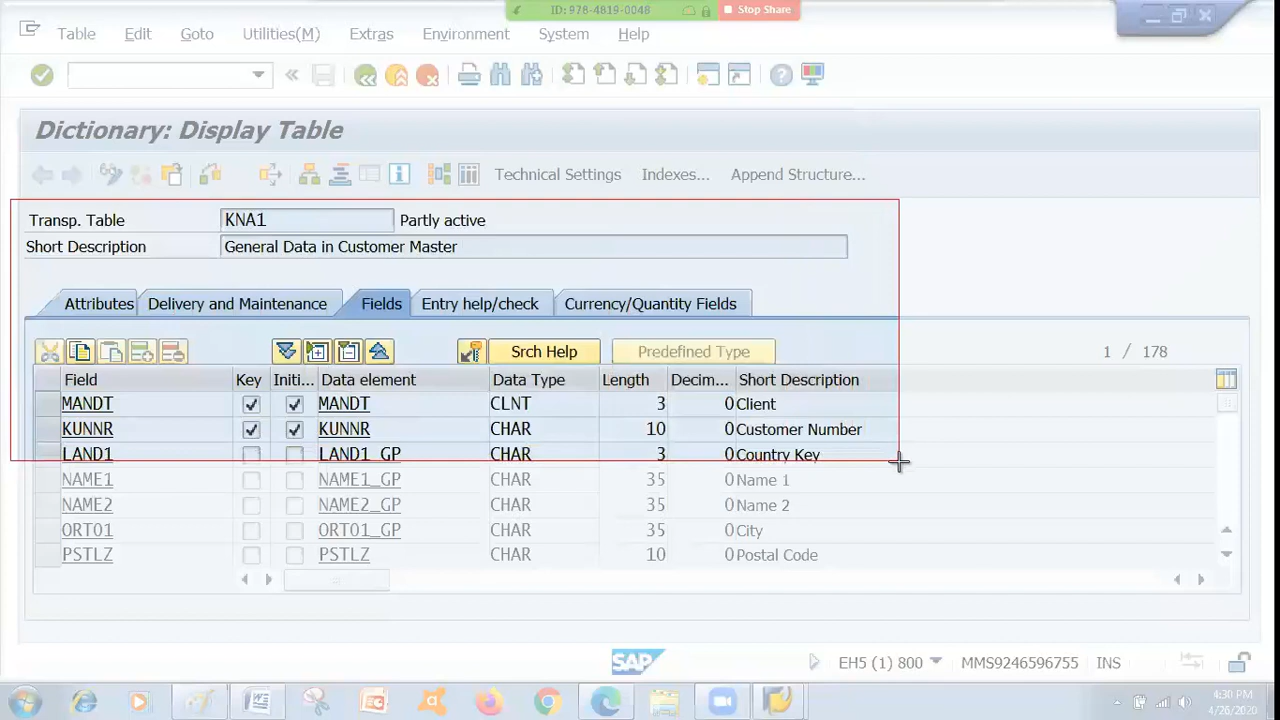 ID: 978-4819-0048 Stop Share
Table Edit Goto Utilities(M) Extras Environment System Help
Dictionary: Display Table
Technical Settings Indexes... Append Structure...
Transp. Table KNA1 Partly active
Short Description General Data in Customer Master
Attributes Delivery and Maintenance Fields Entry help/check Currency/Quantity Fields
Srch Help Predefined Type 1 / 178
Field Key Initi... Data element Data Type Length Decim... Short Description
MANDT MANDT CLNT 3 0 Client
KUNNR KUNNR CHAR 10 0 Customer Number
LAND1 LAND1_GP CHAR 3 0 Country Key
NAME1 NAME1_GP CHAR 35 0 Name 1
NAME2 NAME2_GP CHAR 35 0 Name 2
ORT01 ORT01_GP CHAR 35 0 City
PSTLZ PSTLZ CHAR 10 0 Postal Code
SAP EH5 (1) 800 MMS9246596755 INS
4:30 PM
4/26/2020